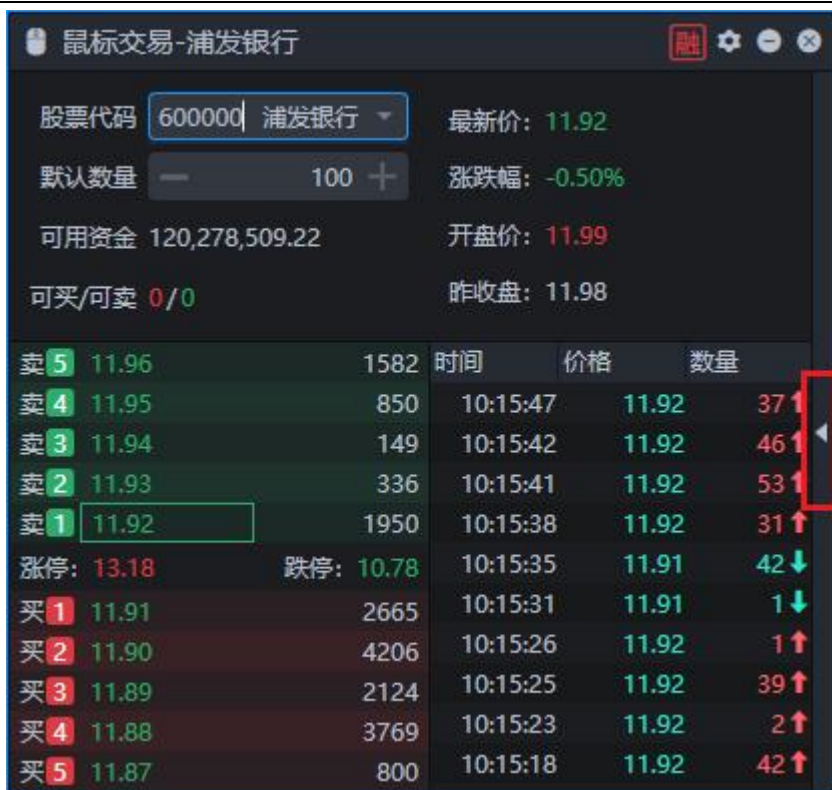 鼠标交易-浦发银行 融
股票代码 600000 浦发银行 最新价: 11.92
默认数量 100 涨跌幅: -0.50%
可用资金 120,278,509.22 开盘价: 11.99
可买/可卖 0/0 昨收盘: 11.98
卖5 11.96 1582 时间 价格 数量
卖4 11.95 850 10:15:47 11.92 37↑
卖3 11.94 149 10:15:42 11.92 46↑
卖2 11.93 336 10:15:41 11.92 53↑
卖1 11.92 1950 10:15:38 11.92 31↑
涨停: 13.18 跌停: 10.78 10:15:35 11.91 42↓
买1 11.91 2665 10:15:31 11.91 1↓
买2 11.90 4206 10:15:26 11.92 1↑
买3 11.89 2124 10:15:25 11.92 39↑
买4 11.88 3769 10:15:23 11.92 2↑
买5 11.87 800 10:15:18 11.92 42↑